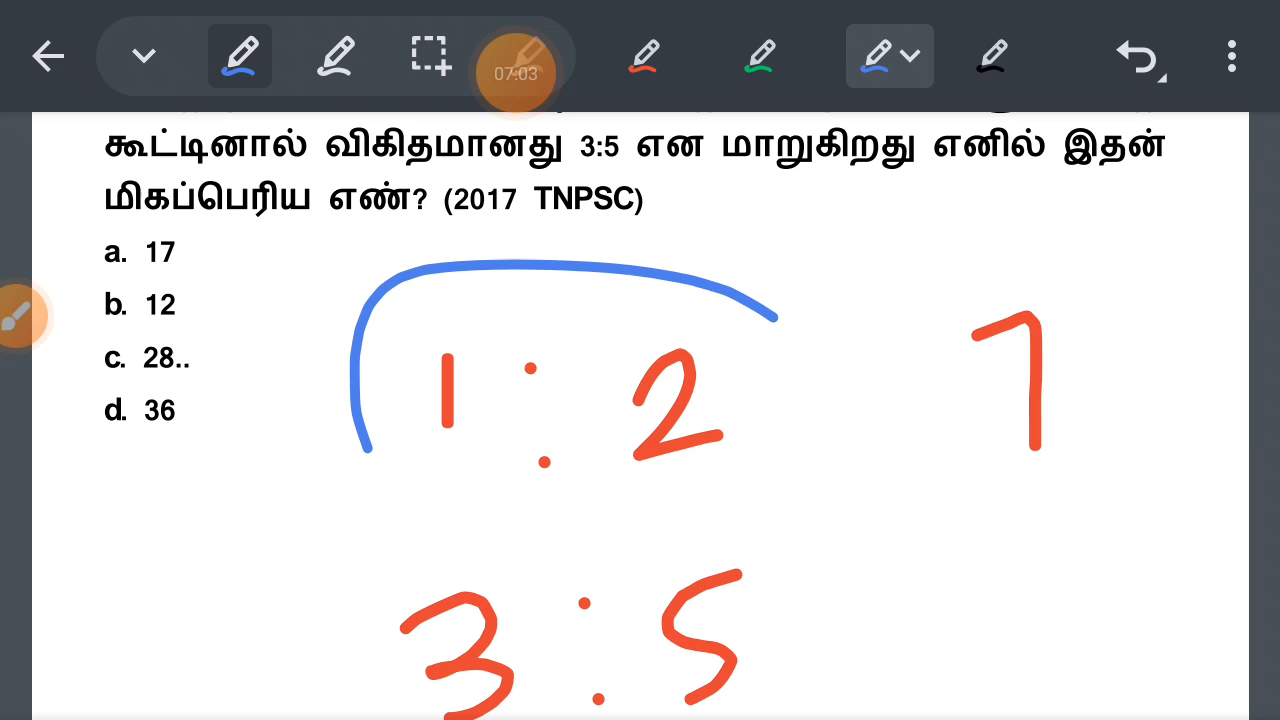 07:03
கூட்டினால் விகிதமானது 3:5 என மாறுகிறது எனில் இதன்
மிகப்பெரிய எண்? (2017 TNPSC)
a. 17
b. 12
c. 28..
d. 36
1 : 2
7
3 : 5